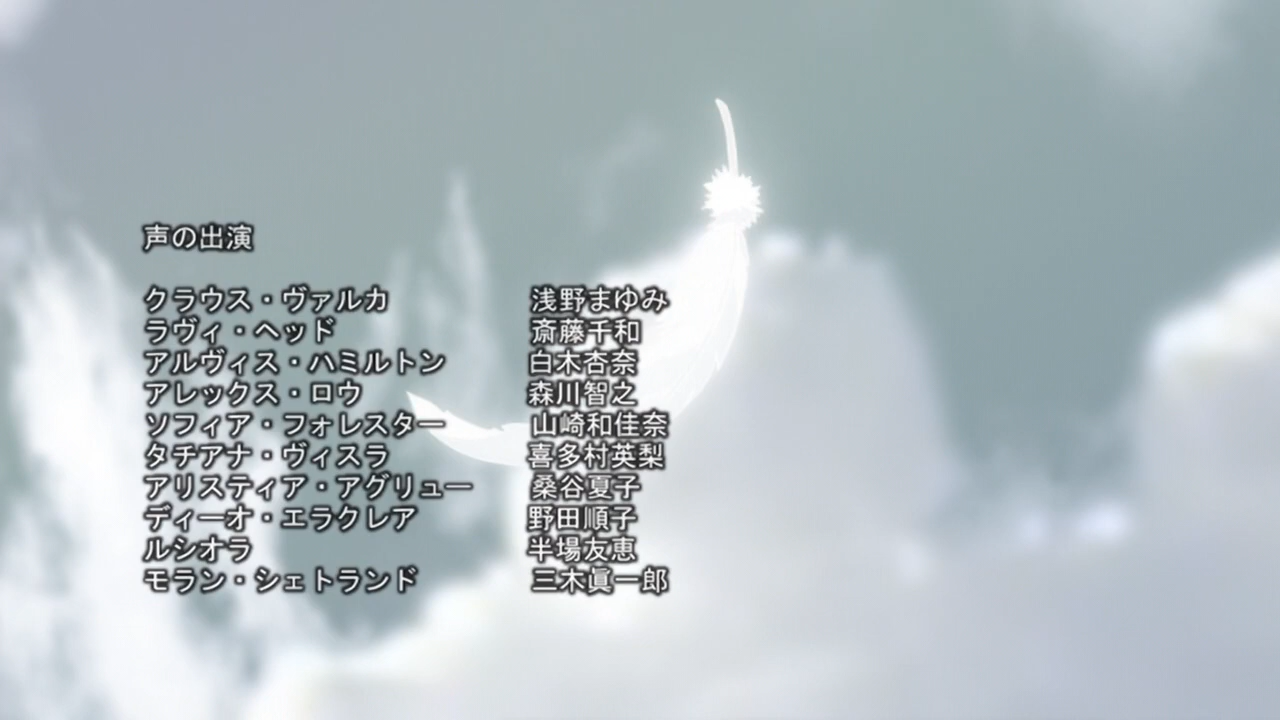 声の出演
クラウス・ヴァルカ 浅野まゆみ
ラヴィ・ヘッド 斎藤千和
アルヴィス・ハミルトン 白木杏奈
アレックス・ロウ 森川智之
ソフィア・フォレスター 山崎和佳奈
タチアナ・ヴィスラ 喜多村英梨
アリスティア・アグリュー 桑谷夏子
ディーオ・エラクレア 野田順子
ルシオラ 半場友恵
モラン・シェトランド 三木眞一郎